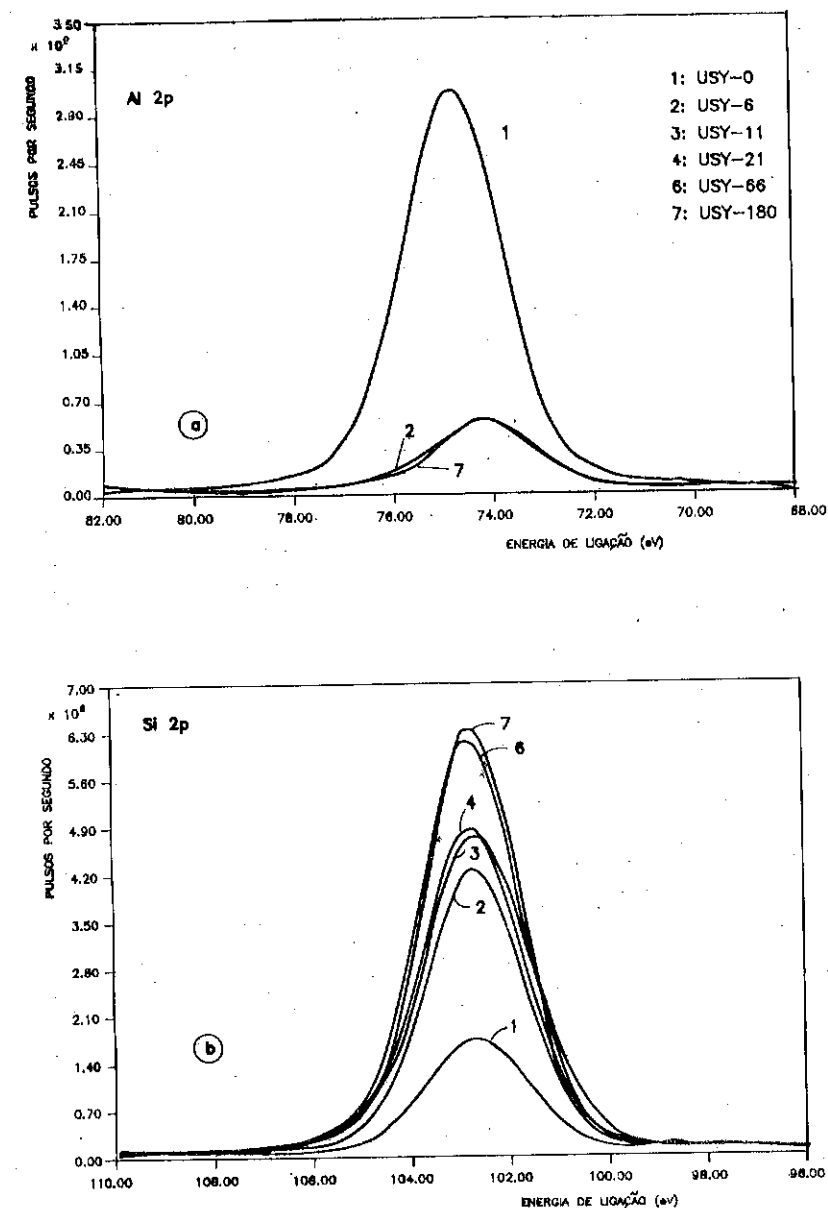 3.50
x 10²
3.15
2.80
2.45
2.10
1.75
1.40
1.05
0.70
0.35
0.00
PULSOS POR SEGUNDO
Al 2p
1
1: USY-0
2: USY-6
3: USY-11
4: USY-21
6: USY-66
7: USY-180
a
2
7
82.00 80.00 78.00 76.00 74.00 72.00 70.00 68.00
ENERGIA DE LIGAÇÃO (eV)
7.00
6.30
5.60
4.90
4.20
3.50
2.80
2.10
1.40
0.70
0.00
PULSOS POR SEGUNDO
Si 2p
7
6
4
3
2
1
b
110.00 108.00 106.00 104.00 102.00 100.00 98.00 96.00
ENERGIA DE LIGAÇÃO (eV)